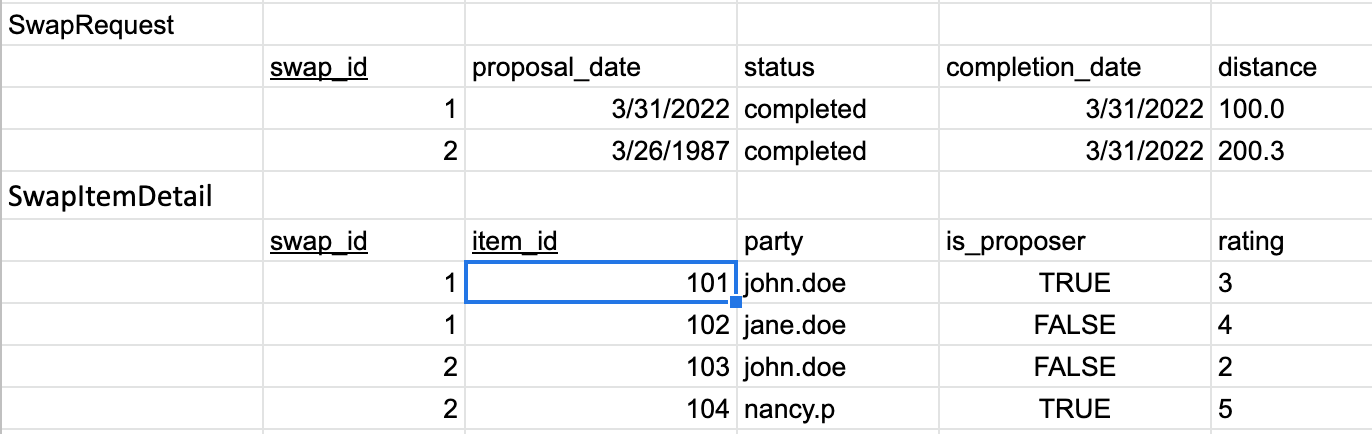 SwapRequest
swap_id proposal_date status completion_date distance
1 3/31/2022 completed 3/31/2022 100.0
2 3/26/1987 completed 3/31/2022 200.3
SwapItemDetail
swap_id item_id party is_proposer rating
1 101 john.doe TRUE 3
1 102 jane.doe FALSE 4
2 103 john.doe FALSE 2
2 104 nancy.p TRUE 5